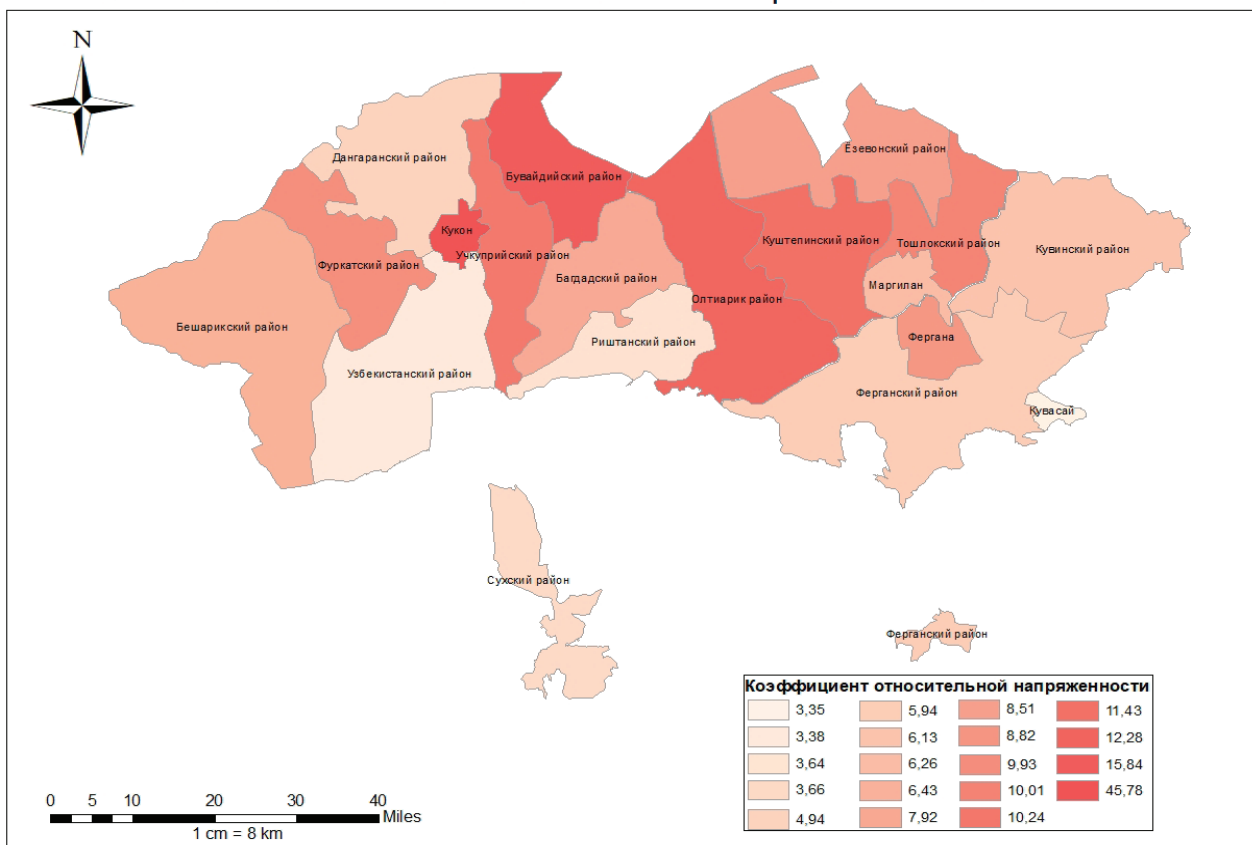 N
Дангаранский район
Бувайдийский район
Ёзевонский район
Кукон
Учкуприйский район
Куштепинский район
Тошлокский район
Кувинский район
Фуркатский район
Багдадский район
Маргилан
Олтиарик район
Бешарикский район
Риштанский район
Фергана
Узбекистанский район
Ферганский район
Кувасай
Сухский район
Ферганский район
Коэффициент относительной напряженности
3,35 5,94 8,51 11,43
3,38 6,13 8,82 12,28
3,64 6,26 9,93 15,84
3,66 6,43 10,01 45,78
4,94 7,92 10,24
0 5 10 20 30 40
Miles
1 cm = 8 km